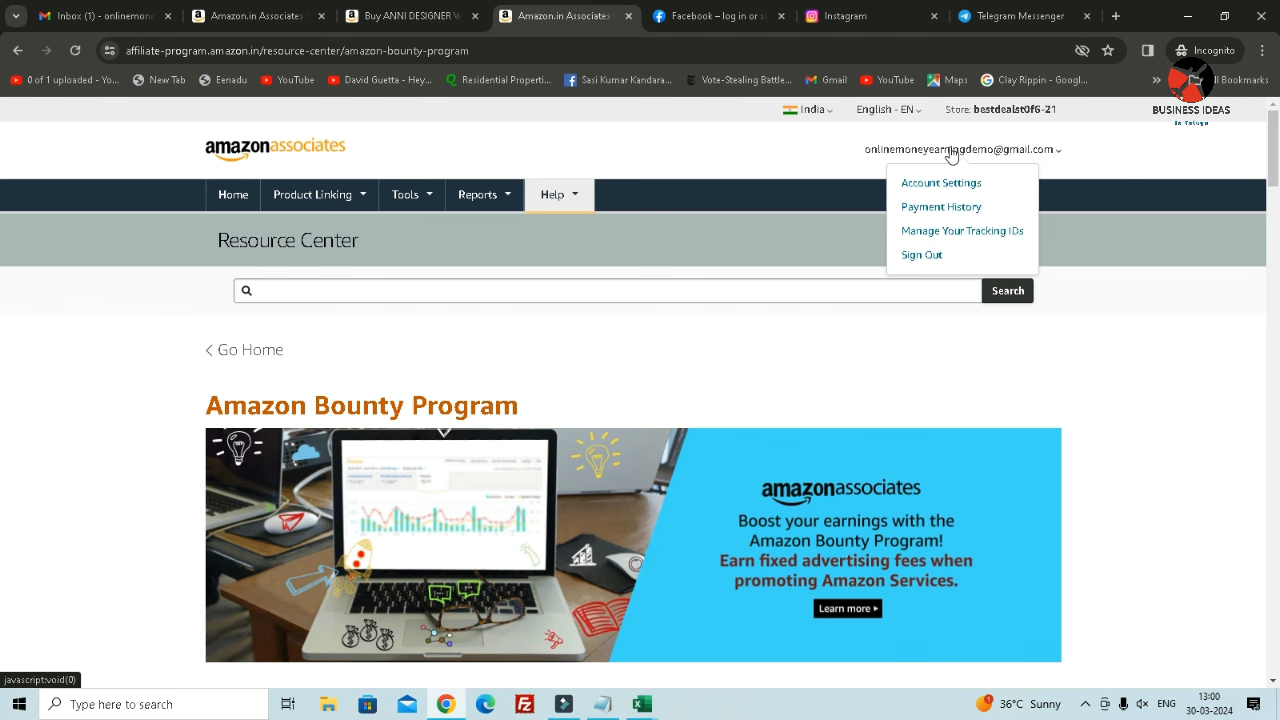 Inbox (1) - onlinemone
Amazon.in Associates
Buy ANNI DESIGNER W
Amazon.in Associates
Facebook – log in or si
Instagram
Telegram Messenger
affiliate-program.amazon.in/resource-center/amazon-bounty-program
Incognito
0 of 1 uploaded - Yo...
New Tab
Eenadu
YouTube
David Guetta - Hey...
Residential Properti...
Sasi Kumar Kandara...
Vote-Stealing Battle...
Gmail
YouTube
Maps
Clay Rippin - Googl...
»
ll Bookmarks
BUSINESS IDEAS
In Telugu
India
English - EN
Store: bestdealst0f6-21
amazonassociates
onlinemoneyearningdemo@gmail.com
Home
Product Linking
Tools
Reports
Help
Account Settings
Payment History
Manage Your Tracking IDs
Sign Out
Resource Center
Search
Go Home
Amazon Bounty Program
amazonassociates
Boost your earnings with the
Amazon Bounty Program!
Earn fixed advertising fees when
promoting Amazon Services.
Learn more
javascript:void(0)
Type here to search
36°C Sunny
ENG
13:00
30-03-2024